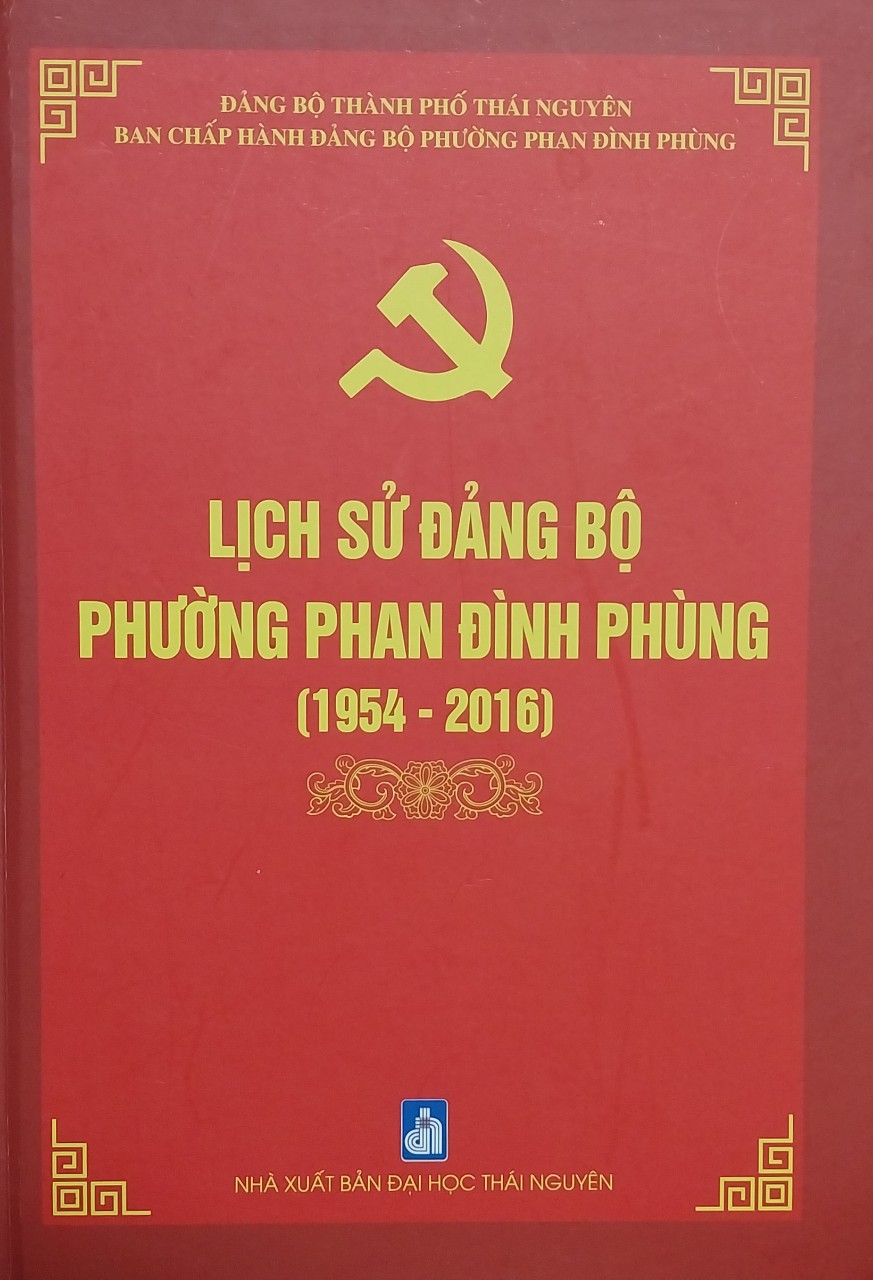 ĐẢNG BỘ THÀNH PHỐ THÁI NGUYÊN
BAN CHẤP HÀNH ĐẢNG BỘ PHƯỜNG PHAN ĐÌNH PHÙNG
LỊCH SỬ ĐẢNG BỘ
PHƯỜNG PHAN ĐÌNH PHÙNG
(1954 - 2016)
NHÀ XUẤT BẢN ĐẠI HỌC THÁI NGUYÊN